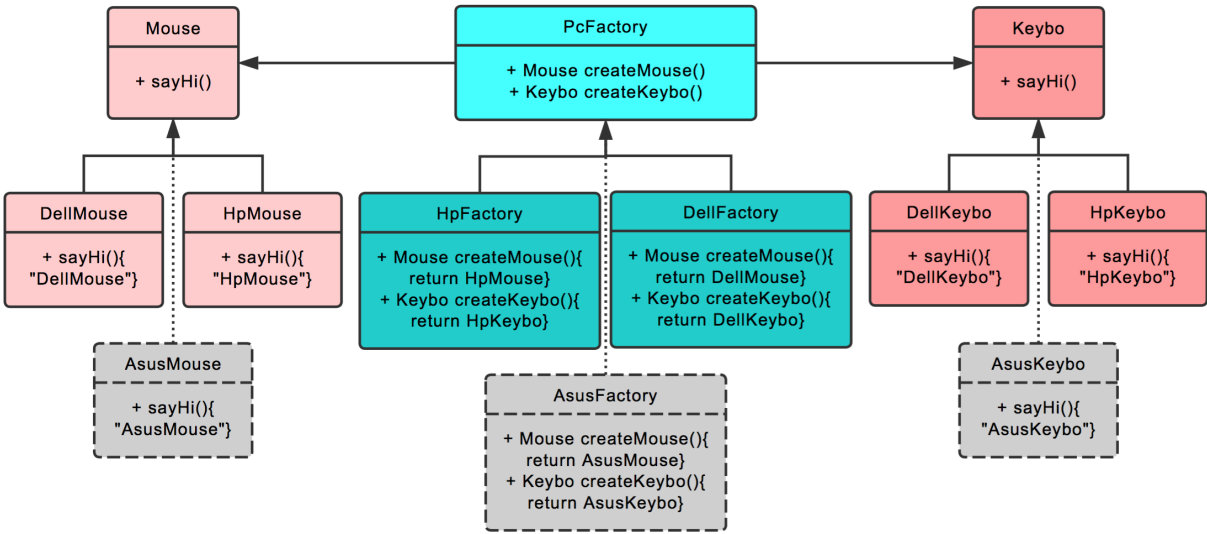 Mouse
+ sayHi()
PcFactory
+ Mouse createMouse()
+ Keybo createKeybo()
Keybo
+ sayHi()
DellMouse
+ sayHi(){
"DellMouse"}
HpMouse
+ sayHi(){
"HpMouse"}
HpFactory
+ Mouse createMouse(){
return HpMouse}
+ Keybo createKeybo(){
return HpKeybo}
DellFactory
+ Mouse createMouse(){
return DellMouse}
+ Keybo createKeybo(){
return DellKeybo}
DellKeybo
+ sayHi(){
"DellKeybo"}
HpKeybo
+ sayHi(){
"HpKeybo"}
AsusMouse
+ sayHi(){
"AsusMouse"}
AsusFactory
+ Mouse createMouse(){
return AsusMouse}
+ Keybo createKeybo(){
return AsusKeybo}
AsusKeybo
+ sayHi(){
"AsusKeybo"}